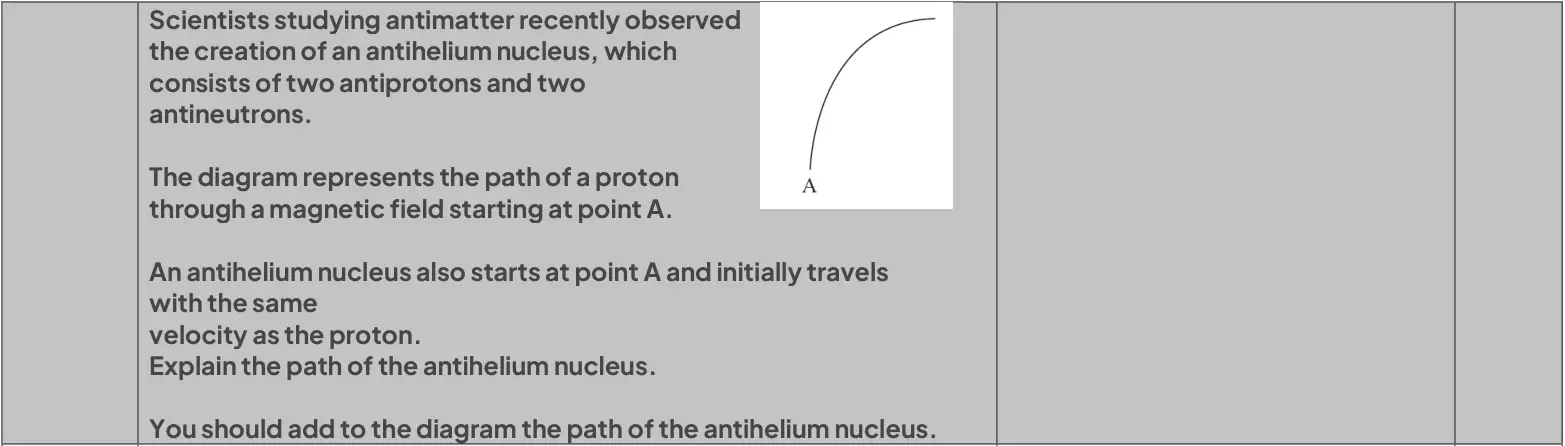 Scientists studying antimatter recently observed
the creation of an antihelium nucleus, which
consists of two antiprotons and two
antineutrons.
The diagram represents the path of a proton
through a magnetic field starting at point A.
A
An antihelium nucleus also starts at point A and initially travels
with the same
velocity as the proton.
Explain the path of the antihelium nucleus.
You should add to the diagram the path of the antihelium nucleus.